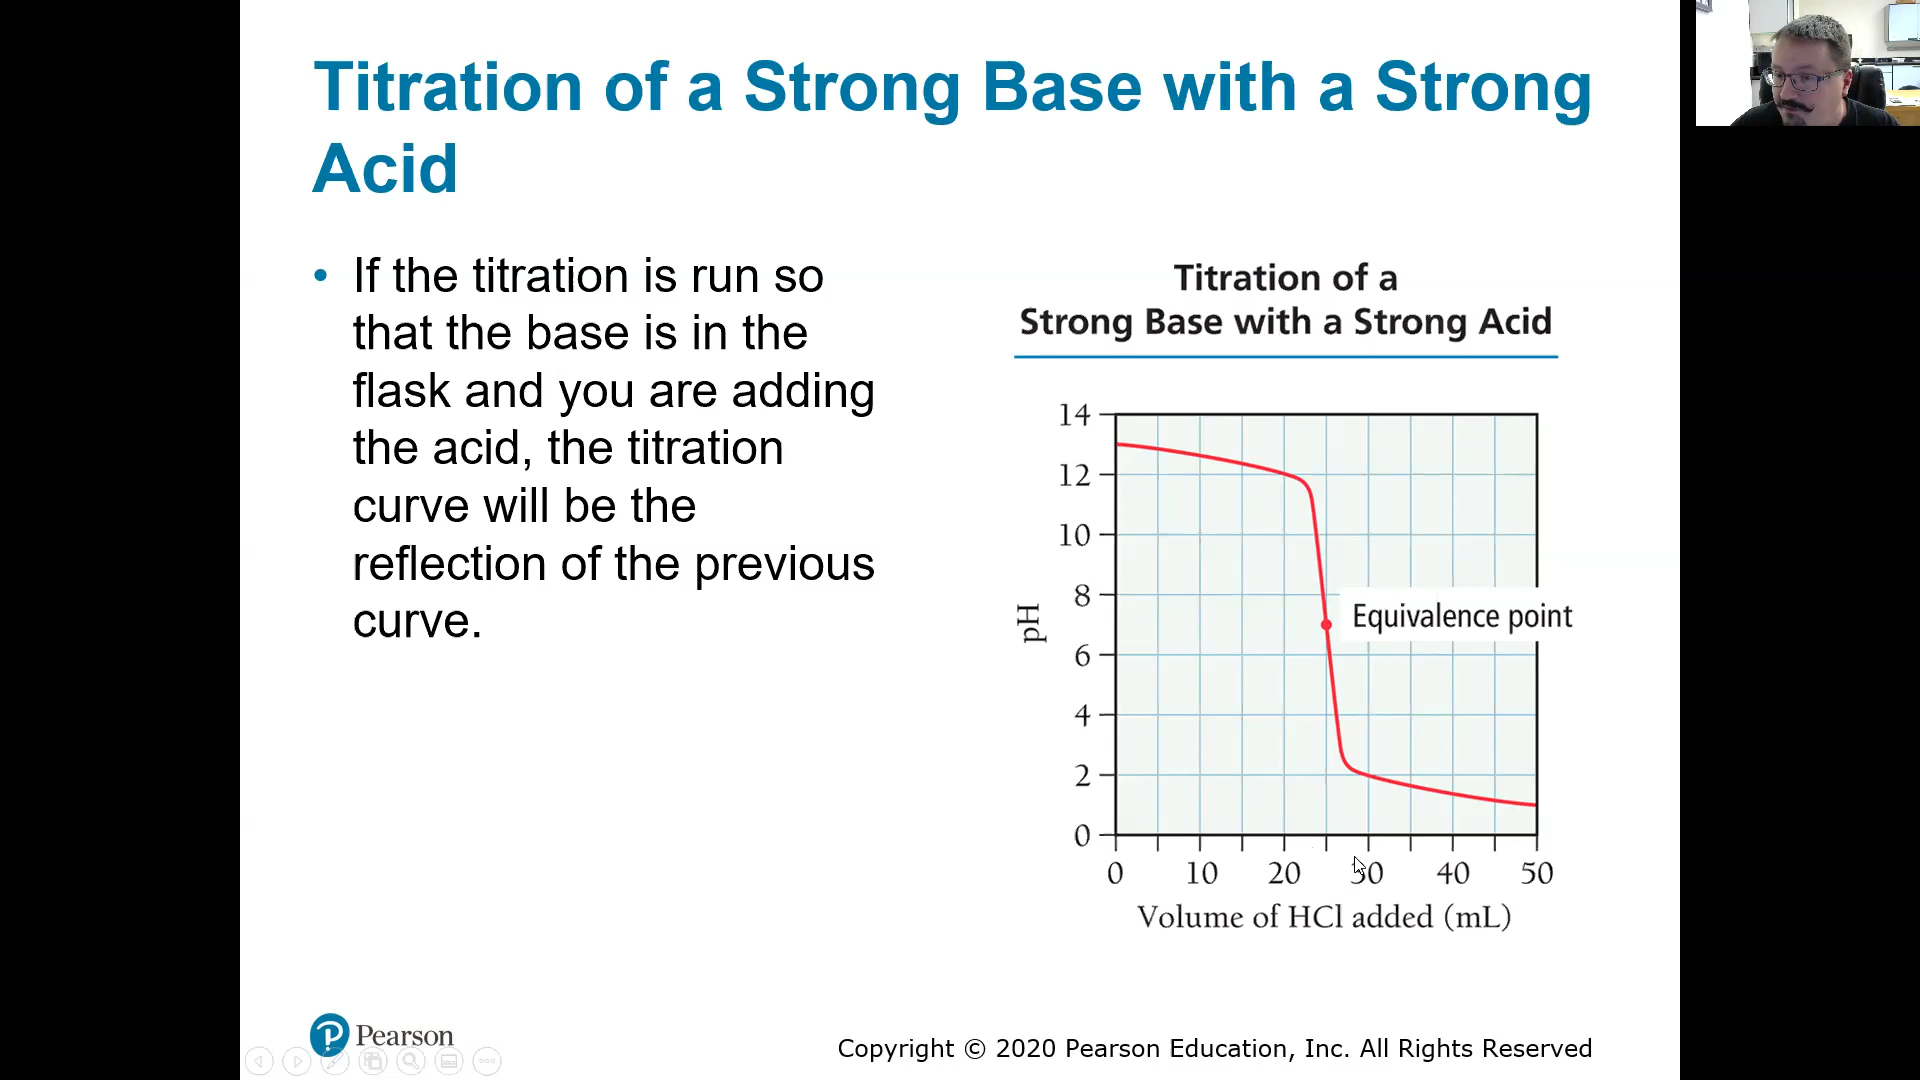 Titration of a Strong Base with a Strong
Acid
• If the titration is run so
that the base is in the
flask and you are adding
the acid, the titration
curve will be the
reflection of the previous
curve.
Titration of a
Strong Base with a Strong Acid
14
12
10
8
6
4
2
0
pH
Equivalence point
0 10 20 30 40 50
Volume of HCl added (mL)
Pearson
Copyright © 2020 Pearson Education, Inc. All Rights Reserved